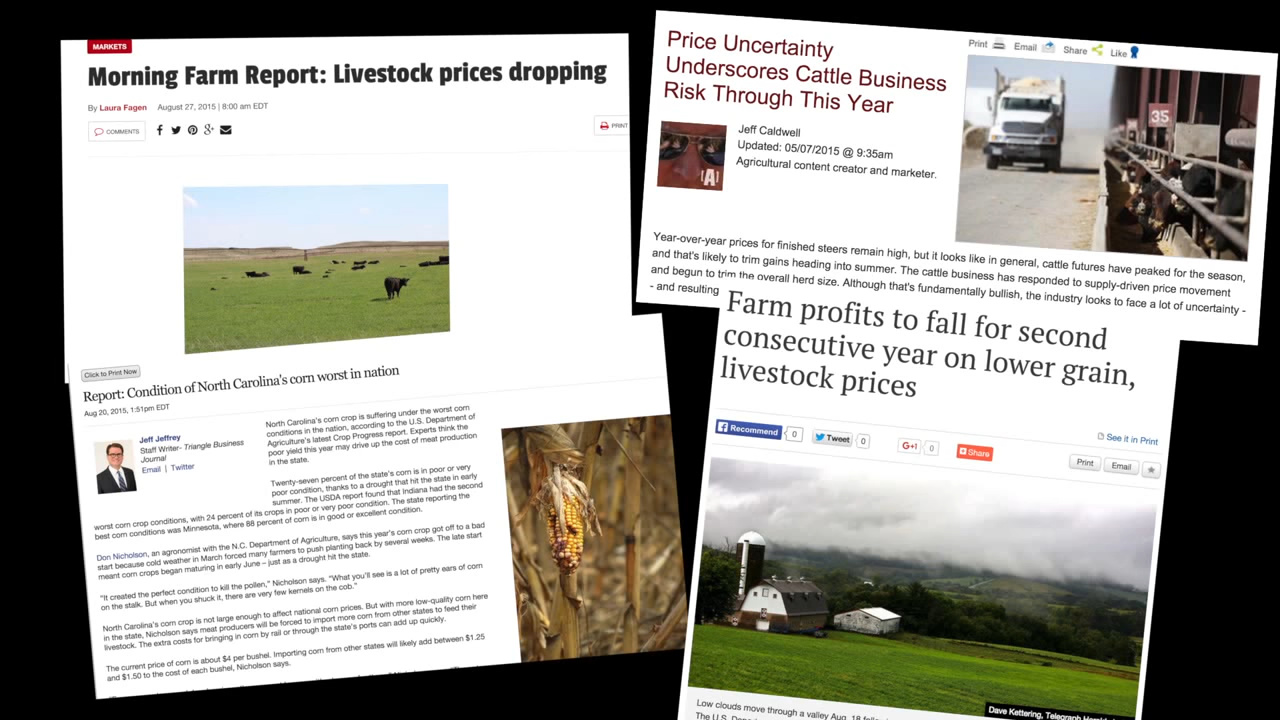 MARKETS
Morning Farm Report: Livestock prices dropping
By Laura Fagen August 27, 2015 | 8:00 am EDT
COMMENTS
PRINT
Price Uncertainty
Underscores Cattle Business
Risk Through This Year
Print Email Share Like
35
Jeff Caldwell
Updated: 05/07/2015 @ 9:35am
Agricultural content creator and marketer.
[A]
Year-over-year prices for finished steers remain high, but it looks like in general, cattle futures have peaked for the season,
and that's likely to trim gains heading into summer. The cattle business has responded to supply-driven price movement
and begun to trim the overall herd size. Although that's fundamentally bullish, the industry looks to face a lot of uncertainty -
- and resulting
Click to Print Now
Report: Condition of North Carolina's corn worst in nation
Aug 20, 2015, 1:51pm EDT
Jeff Jeffrey
Staff Writer- Triangle Business
Journal
Email | Twitter
North Carolina's corn crop is suffering under the worst corn
conditions in the nation, according to the U.S. Department of
Agriculture's latest Crop Progress report. Experts think the
poor yield this year may drive up the cost of meat production
in the state.
Twenty-seven percent of the state's corn is in poor or very
poor condition, thanks to a drought that hit the state in early
summer. The USDA report found that Indiana had the second
worst corn crop conditions, with 24 percent of its crops in poor or very poor condition. The state reporting the
best corn conditions was Minnesota, where 88 percent of corn is in good or excellent condition.
Don Nicholson, an agronomist with the N.C. Department of Agriculture, says this year's corn crop got off to a bad
start because cold weather in March forced many farmers to push planting back by several weeks. The late start
meant corn crops began maturing in early June – just as a drought hit the state.
"It created the perfect condition to kill the pollen," Nicholson says. "What you'll see is a lot of pretty ears of corn
on the stalk. But when you shuck it, there are very few kernels on the cob."
North Carolina's corn crop is not large enough to affect national corn prices. But with more low-quality corn here
in the state, Nicholson says meat producers will be forced to import more corn from other states to feed their
livestock. The extra costs for bringing in corn by rail or through the state's ports can add up quickly.
The current price of corn is about $4 per bushel. Importing corn from other states will likely add between $1.25
and $1.50 to the cost of each bushel, Nicholson says.
Farm profits to fall for second
consecutive year on lower grain,
livestock prices
Recommend 0 Tweet 0 G+1 0 Share
See it in Print
Print Email
Dave Kettering, Telegraph
Low clouds move through a valley Aug. 18
The U.S.